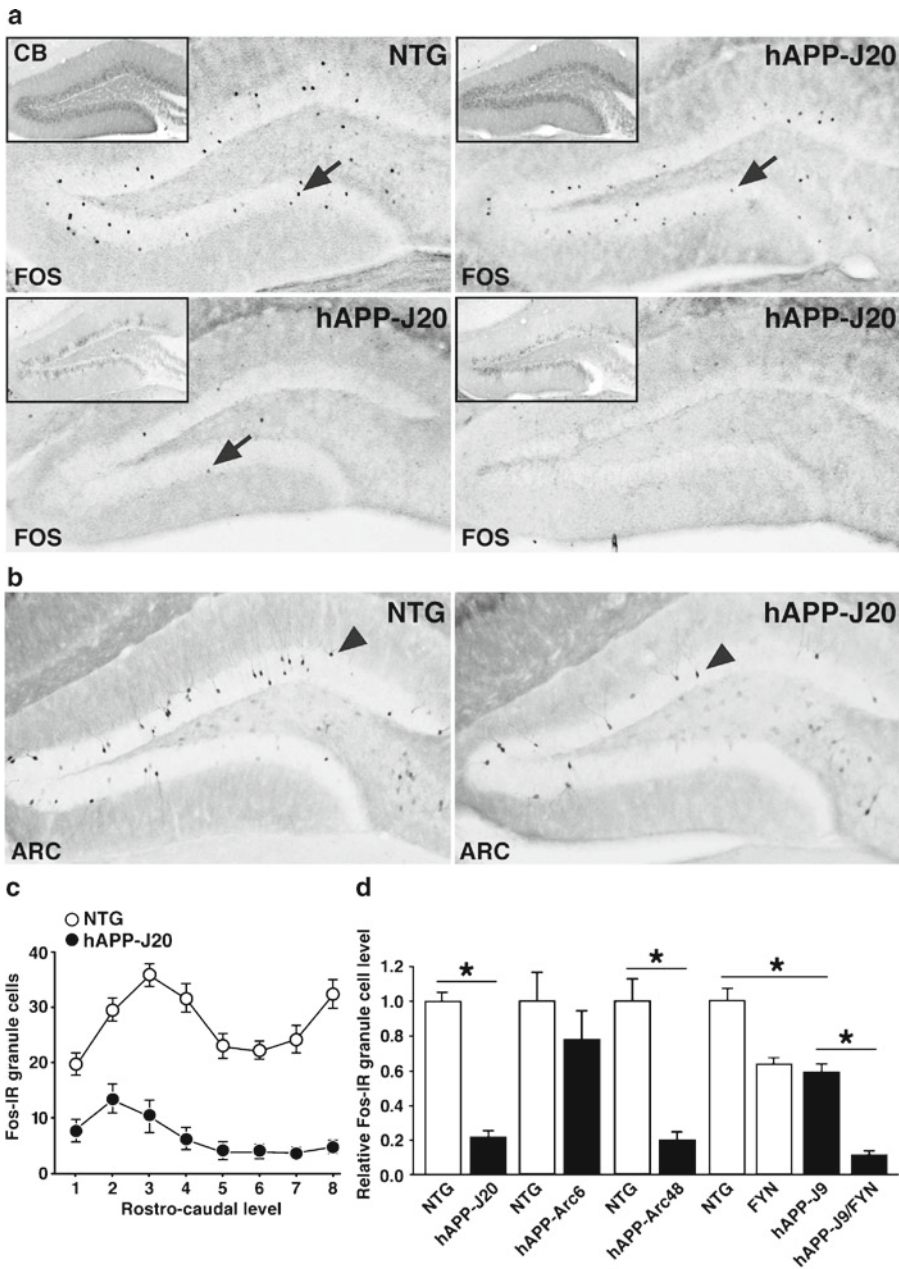 a
CB
NTG
FOS
hAPP-J20
FOS
hAPP-J20
FOS
hAPP-J20
FOS
b
NTG
ARC
hAPP-J20
ARC
c
NTG
hAPP-J20
Fos-IR granule cells
40
30
20
10
0
1 2 3 4 5 6 7 8
Rostro-caudal level
d
Relative Fos-IR granule cell level
1.2
1.0
0.8
0.6
0.4
0.2
0.0
* * * *
NTG
hAPP-J20
NTG
hAPP-Arc6
NTG
hAPP-Arc48
NTG
FYN
hAPP-J9
hAPP-J9/FYN